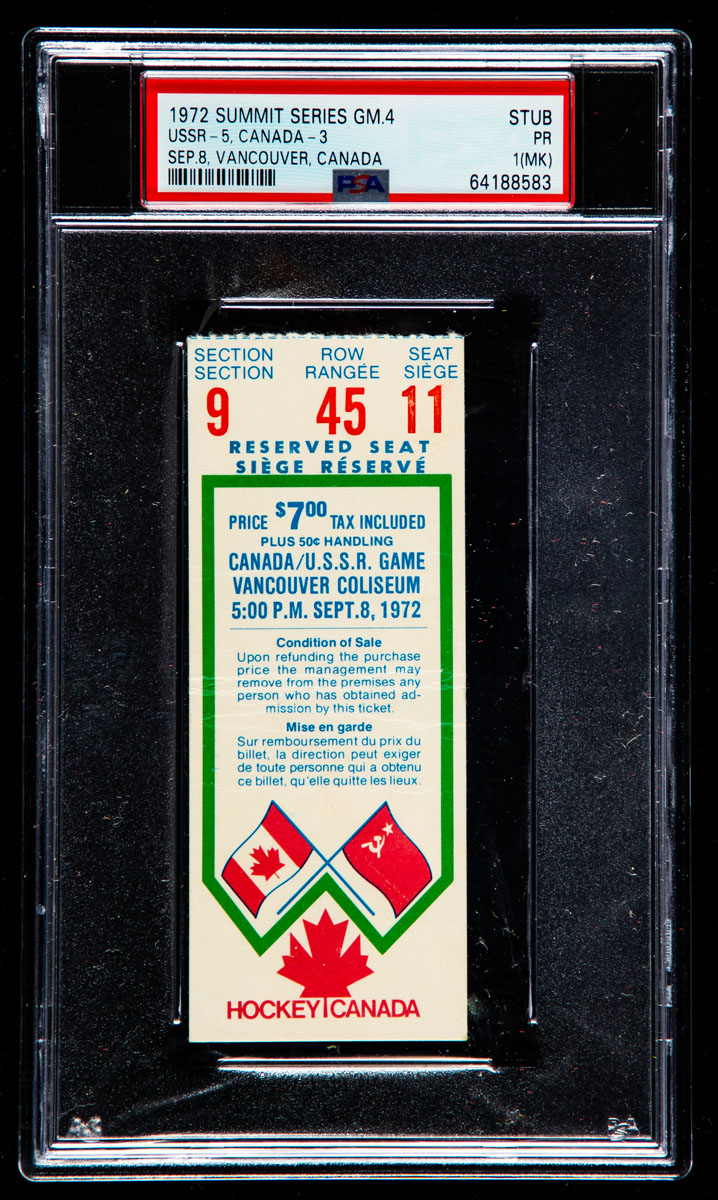 1972 SUMMIT SERIES GM.4 STUB
USSR-5, CANADA-3 PR
SEP.8, VANCOUVER, CANADA 1(MK)
PSA 64188583
SECTION ROW SEAT
SECTION RANGÉE SIÈGE
9 45 11
RESERVED SEAT
SIÈGE RÉSERVÉ
PRICE $7.00 TAX INCLUDED
PLUS 50¢ HANDLING
CANADA/U.S.S.R. GAME
VANCOUVER COLISEUM
5:00 P.M. SEPT.8, 1972
Condition of Sale
Upon refunding the purchase
price the management may
remove from the premises any
person who has obtained ad-
mission by this ticket.
Mise en garde
Sur remboursement du prix du
billet, la direction peut exiger
de toute personne qui a obtenu
ce billet, qu'elle quitte les lieux.
HOCKEY CANADA
PSA